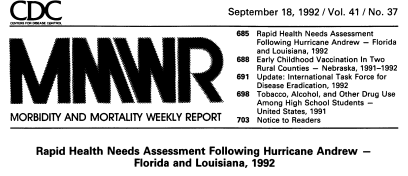 CDC
CENTERS FOR DISEASE CONTROL
September 18, 1992 / Vol. 41 / No. 37
MMWR
MORBIDITY AND MORTALITY WEEKLY REPORT
685 Rapid Health Needs Assessment
Following Hurricane Andrew — Florida
and Louisiana, 1992
688 Early Childhood Vaccination In Two
Rural Counties — Nebraska, 1991–1992
691 Update: International Task Force for
Disease Eradication, 1992
698 Tobacco, Alcohol, and Other Drug Use
Among High School Students —
United States, 1991
703 Notice to Readers
Rapid Health Needs Assessment Following Hurricane Andrew —
Florida and Louisiana, 1992